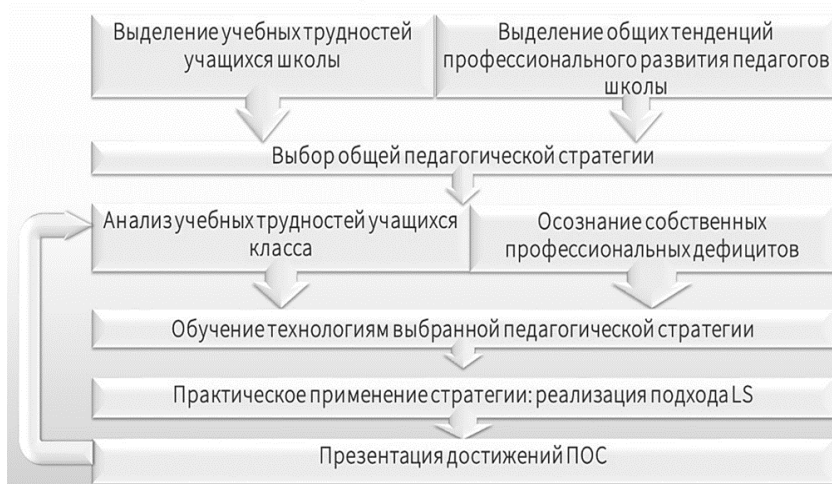 Выделение учебных трудностей
учащихся школы
Выделение общих тенденций
профессионального развития педагогов
школы
Выбор общей педагогической стратегии
Анализ учебных трудностей учащихся
класса
Осознание собственных
профессиональных дефицитов
Обучение технологиям выбранной педагогической стратегии
Практическое применение стратегии: реализация подхода LS
Презентация достижений ПОС